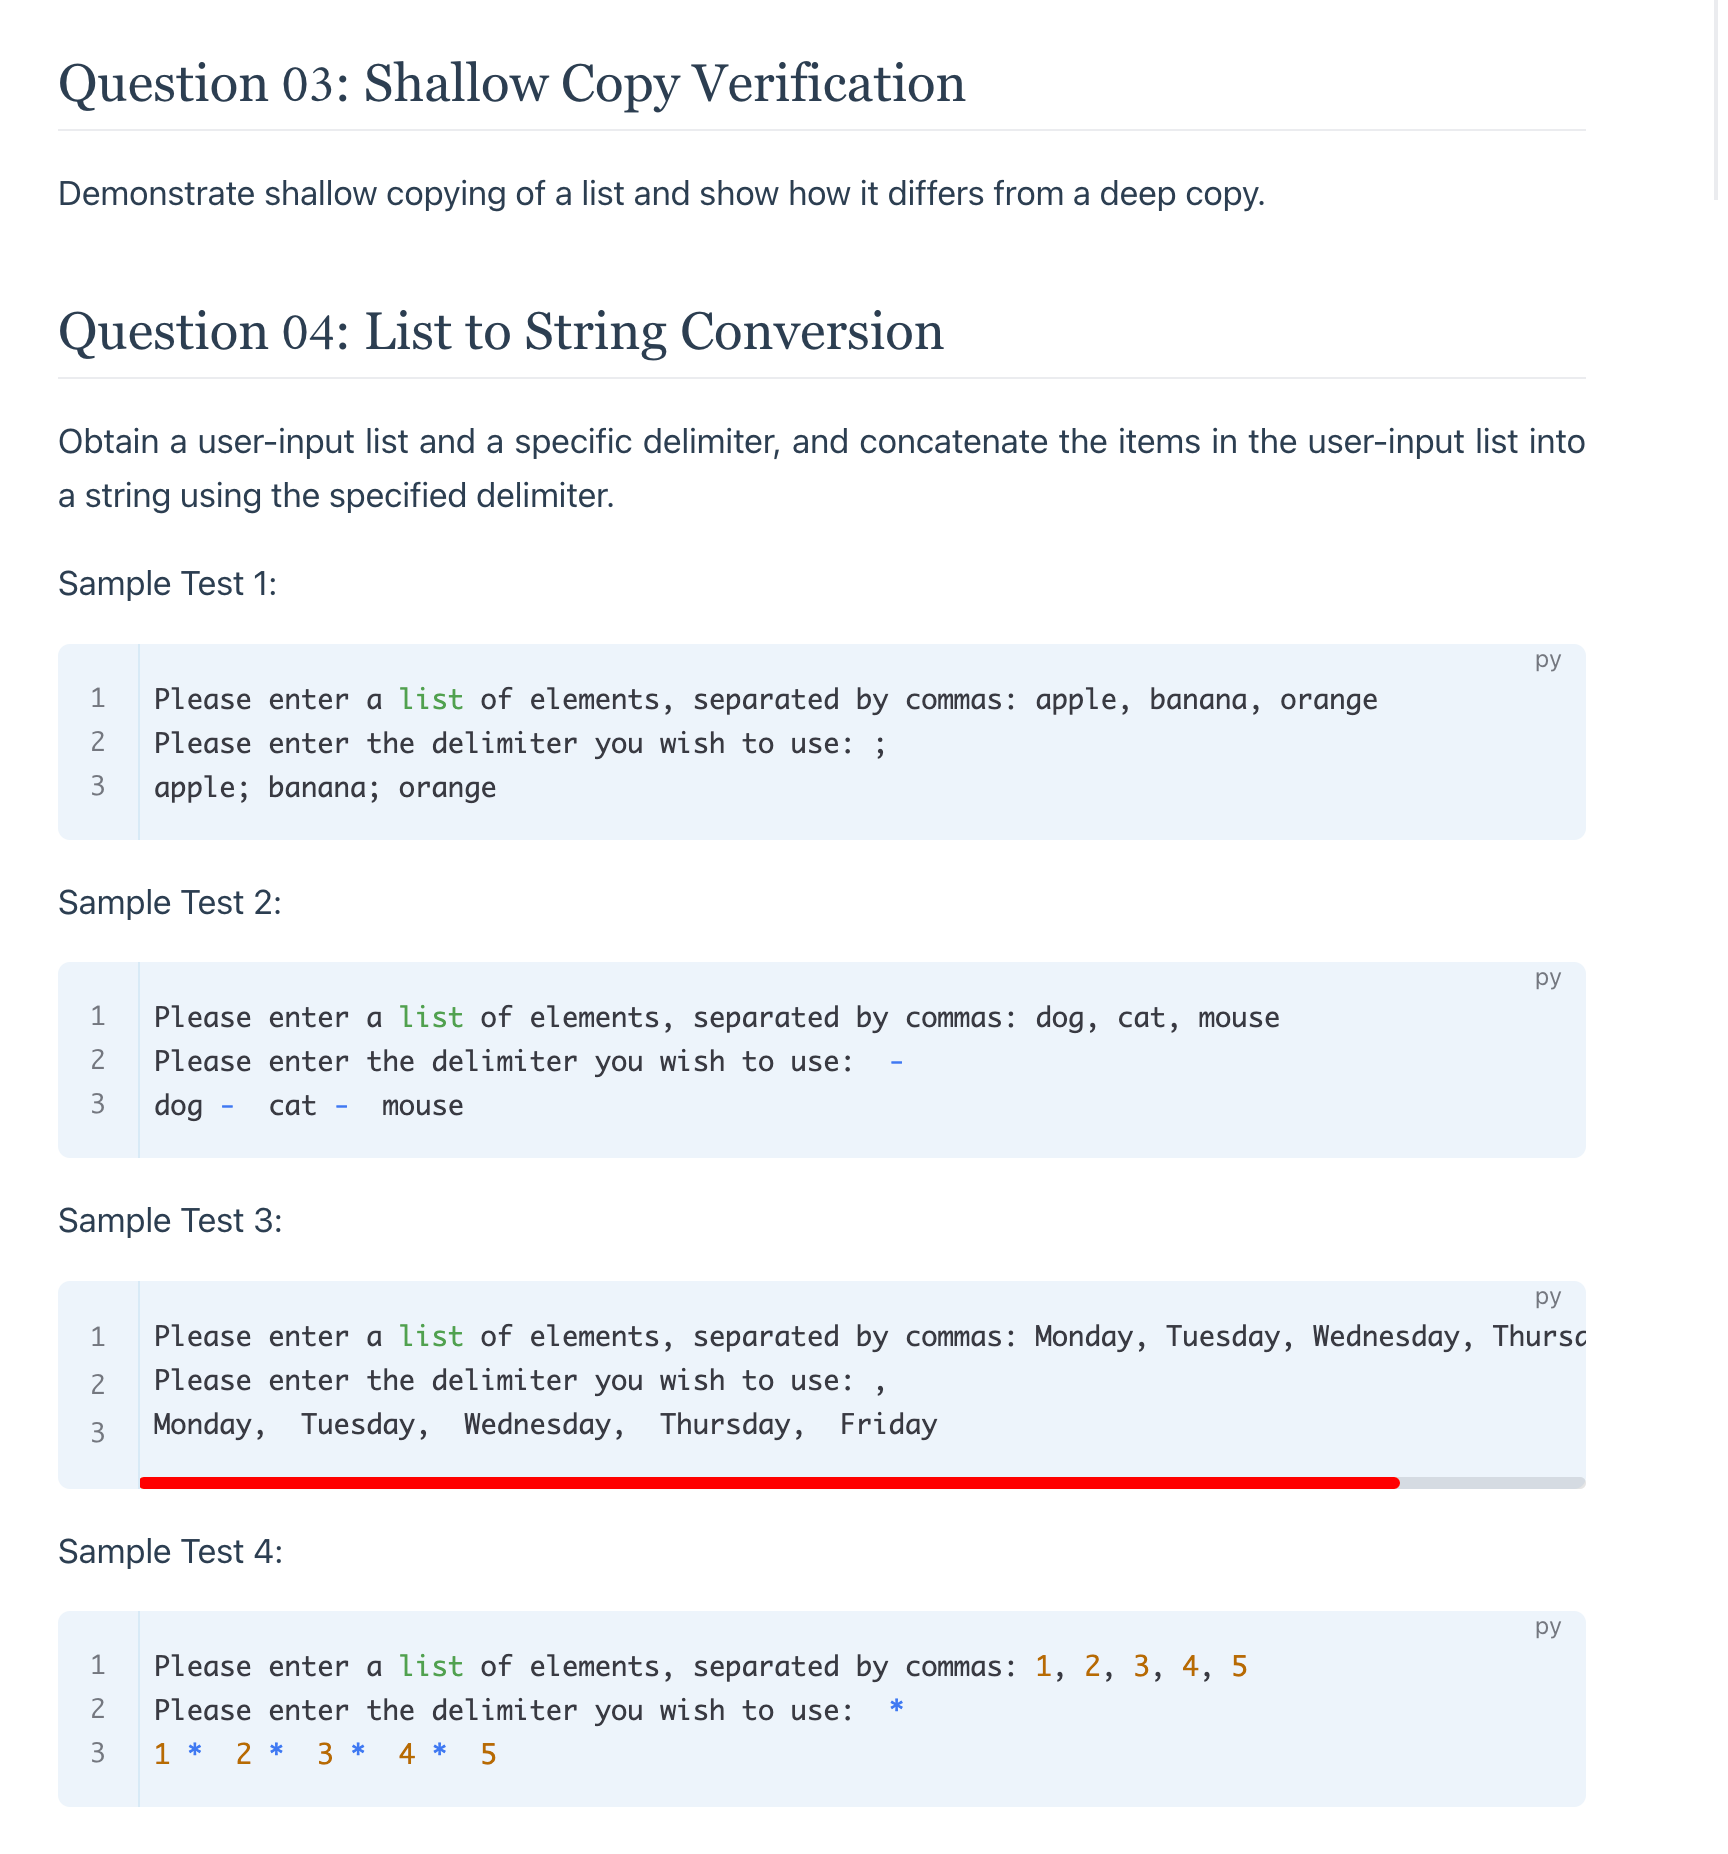 Question 03: Shallow Copy Verification
Demonstrate shallow copying of a list and show how it differs from a deep copy.
Question 04: List to String Conversion
Obtain a user-input list and a specific delimiter, and concatenate the items in the user-input list into
a string using the specified delimiter.
Sample Test 1:
py
1 Please enter a list of elements, separated by commas: apple, banana, orange
2 Please enter the delimiter you wish to use: ;
3 apple; banana; orange
Sample Test 2:
py
1 Please enter a list of elements, separated by commas: dog, cat, mouse
2 Please enter the delimiter you wish to use:  -
3 dog -  cat -  mouse
Sample Test 3:
py
1 Please enter a list of elements, separated by commas: Monday, Tuesday, Wednesday,
2 Please enter the delimiter you wish to use: ,
3 Monday,  Tuesday,  Wednesday,  Thursday,  Friday
Sample Test 4:
py
1 Please enter a list of elements, separated by commas: 1, 2, 3, 4, 5
2 Please enter the delimiter you wish to use:  *
3 1 *  2 *  3 *  4 *  5